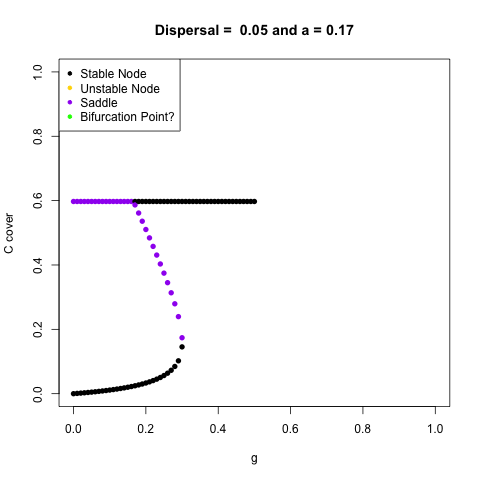 Dispersal =  0.05 and a = 0.17
Stable Node
Unstable Node
Saddle
Bifurcation Point?
C cover
1.0
0.8
0.6
0.4
0.2
0.0
0.0 0.2 0.4 0.6 0.8 1.0
g